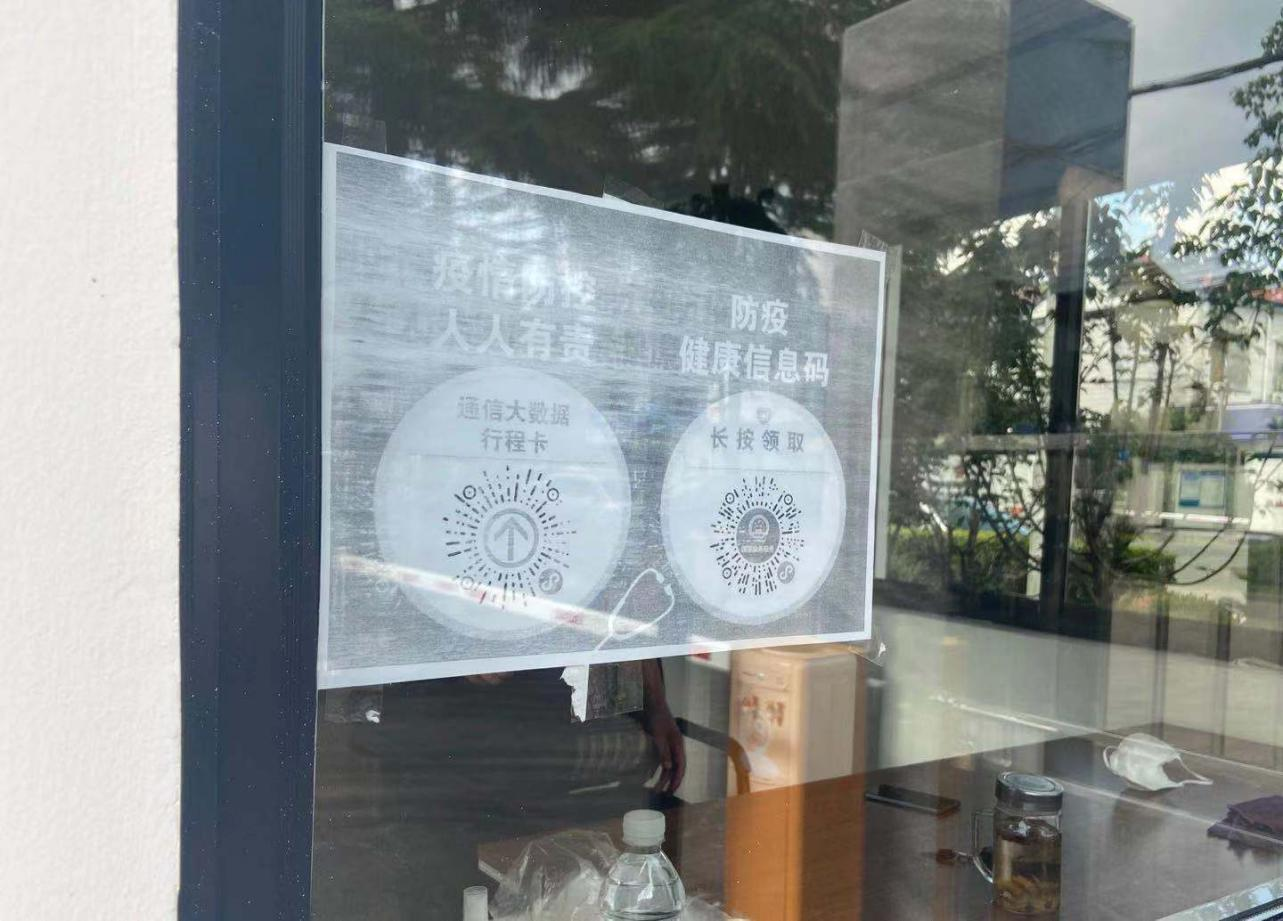 疫情防控
人人有责
通信大数据
行程卡
防疫
健康信息码
长按领取